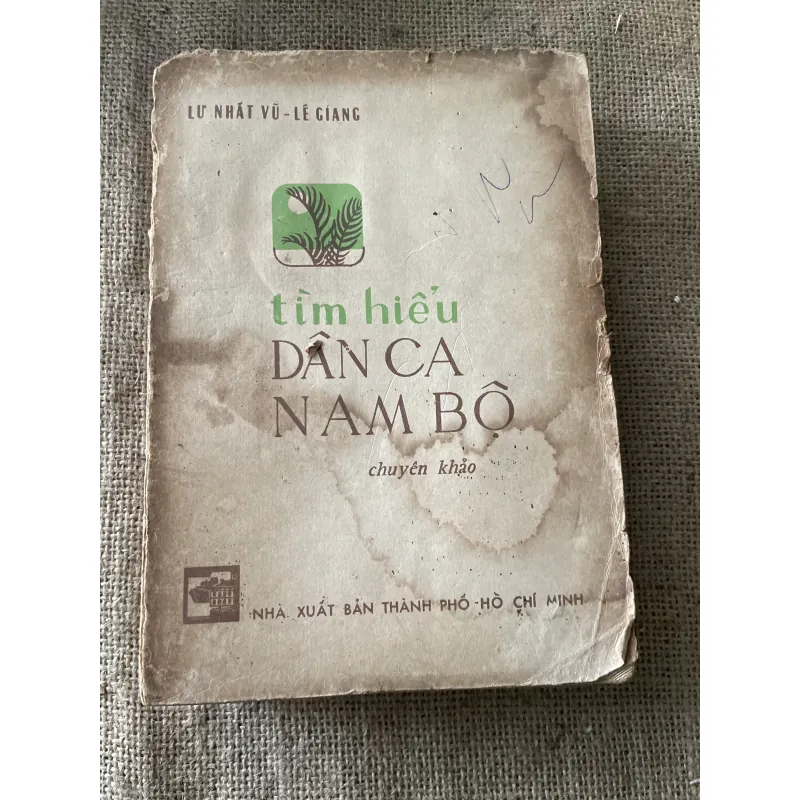 LƯ NHẤT VŨ - LÊ GIANG
tìm hiểu
DÂN CA
NAM BỘ
chuyên khảo
NHÀ XUẤT BẢN THÀNH PHỐ - HỒ CHÍ MINH